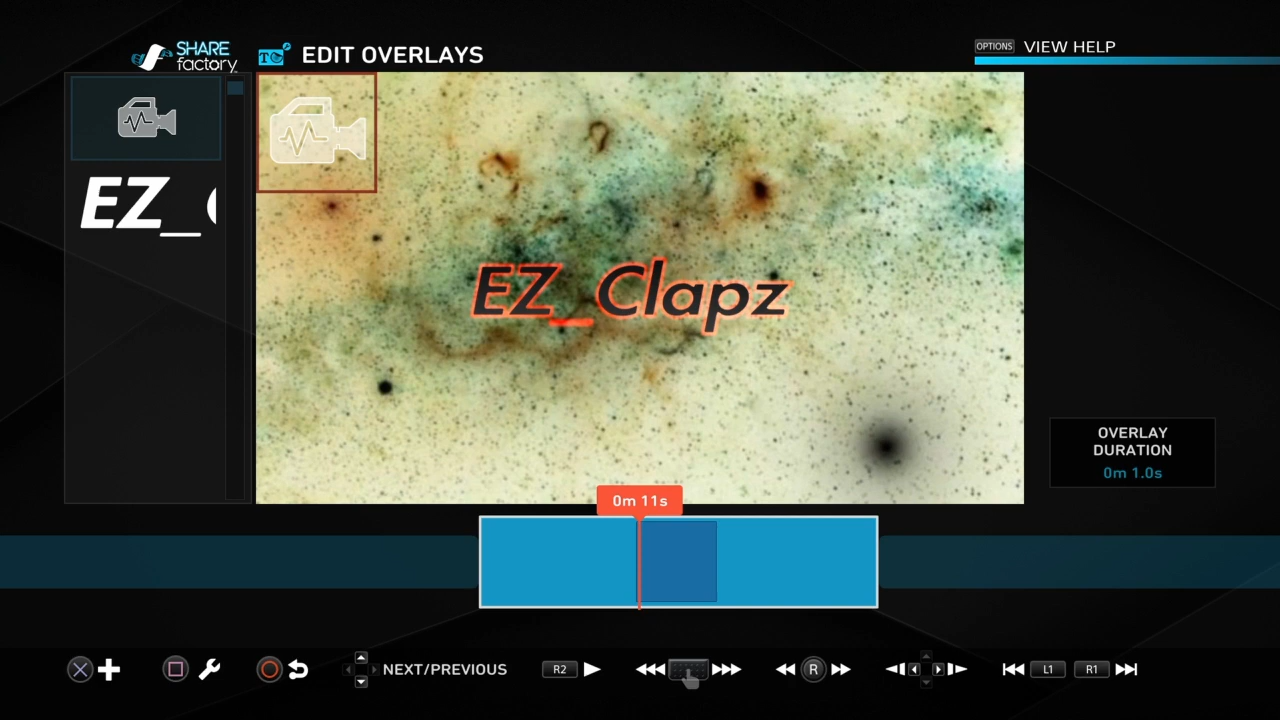 SHARE
factory
EDIT OVERLAYS
OPTIONS VIEW HELP
EZ_
EZ_Clapz
OVERLAY
DURATION
0m 1.0s
0m 11s
NEXT/PREVIOUS
R2
R
L1
R1